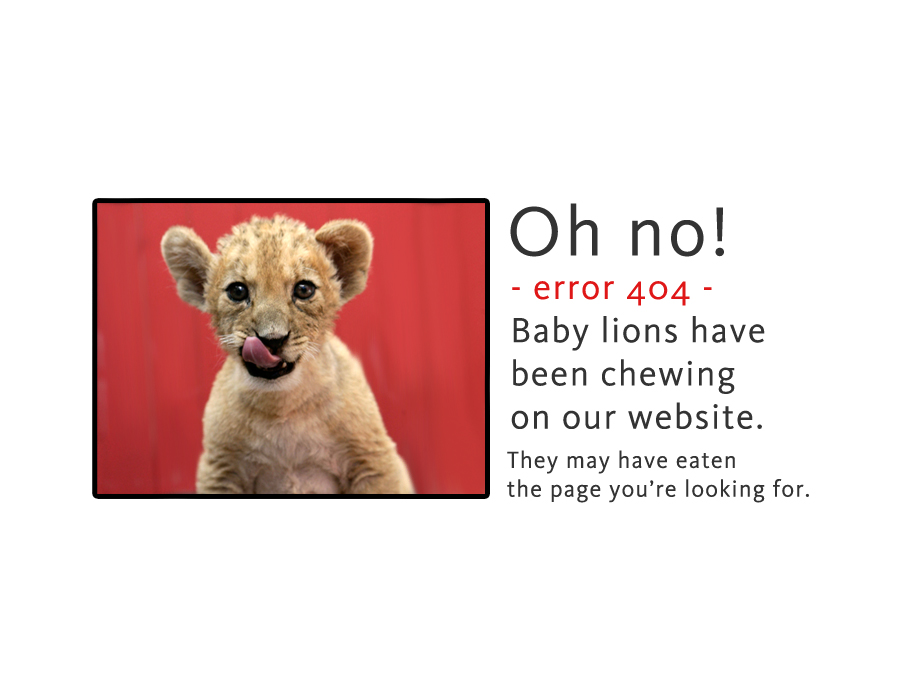 Oh no!
- error 404 -
Baby lions have
been chewing
on our website.
They may have eaten
the page you’re looking for.